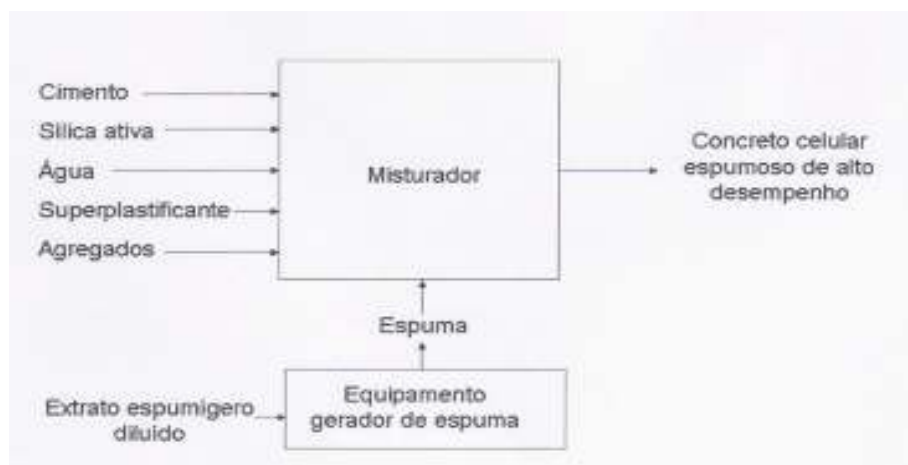 Cimento
Sílica ativa
Água
Superplastificante
Agregados
Misturador
Concreto celular
espumoso de alto
desempenho
Espuma
Extrato espumígero
diluído
Equipamento
gerador de espuma